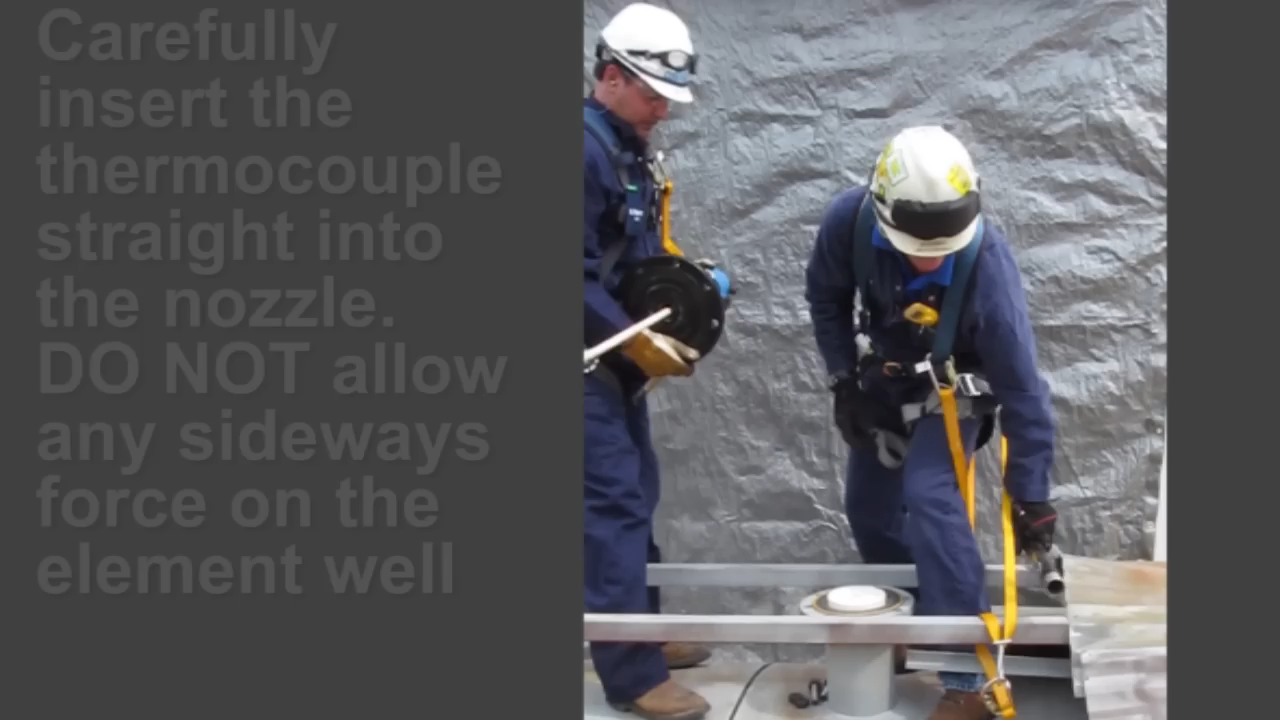 Carefully
insert the
thermocouple
straight into
the nozzle.
DO NOT allow
any sideways
force on the
element well